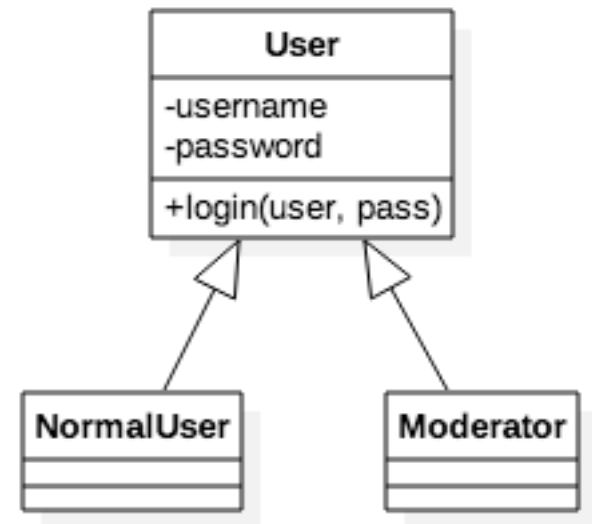 User
-username
-password
+login(user, pass)
NormalUser
Moderator